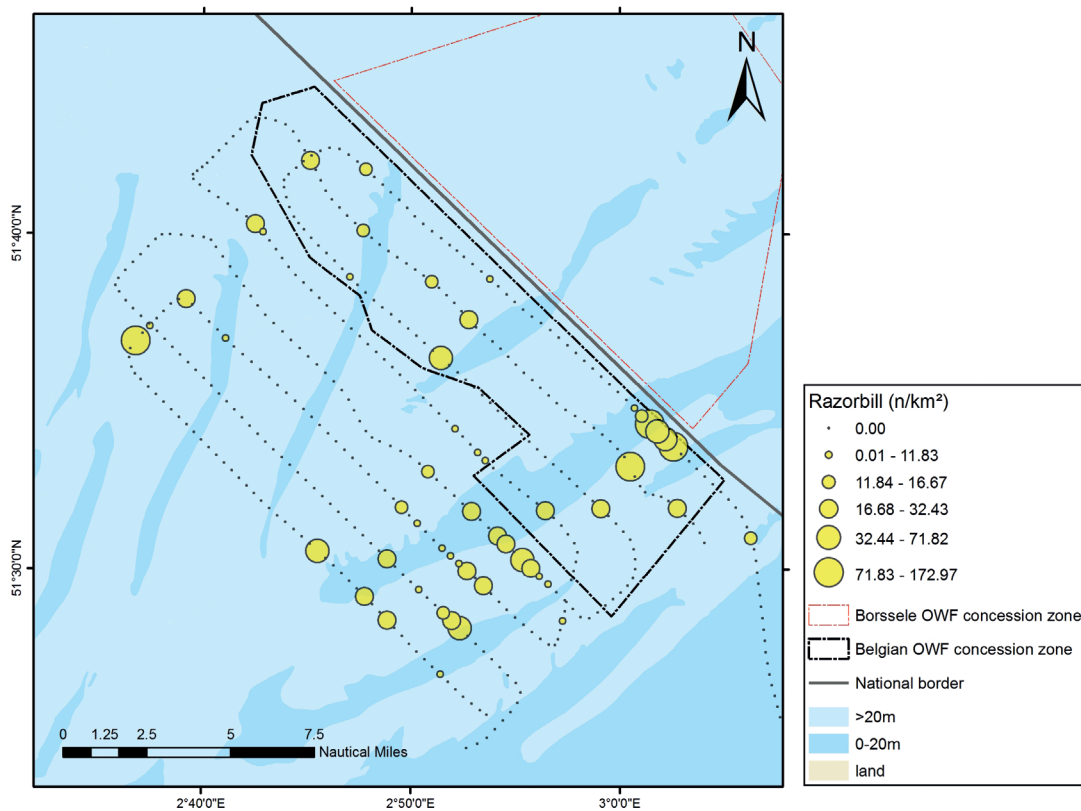 N
51°40'0"N
51°30'0"N
0 1.25 2.5 5 7.5
Nautical Miles
2°40'0"E 2°50'0"E 3°00'0"E
Razorbill (n/km²)
0.00
0.01 - 11.83
11.84 - 16.67
16.68 - 32.43
32.44 - 71.82
71.83 - 172.97
Borssele OWF concession zone
Belgian OWF concession zone
National border
>20m
0-20m
land